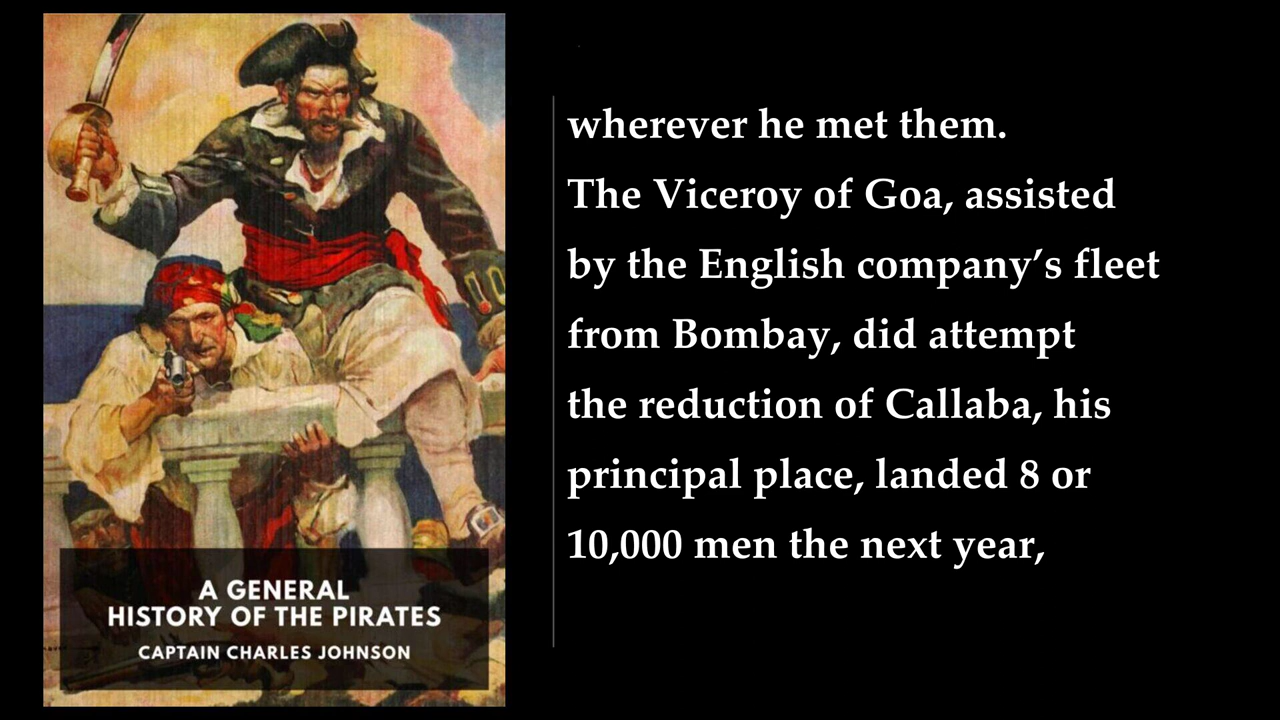 A GENERAL
HISTORY OF THE PIRATES
CAPTAIN CHARLES JOHNSON
wherever he met them.
The Viceroy of Goa, assisted
by the English company’s fleet
from Bombay, did attempt
the reduction of Callaba, his
principal place, landed 8 or
10,000 men the next year,